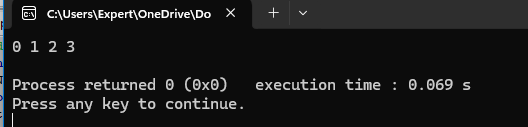 C:\Users\Expert\OneDrive\Do
0 1 2 3
Process returned 0 (0x0)   execution time : 0.069 s
Press any key to continue.